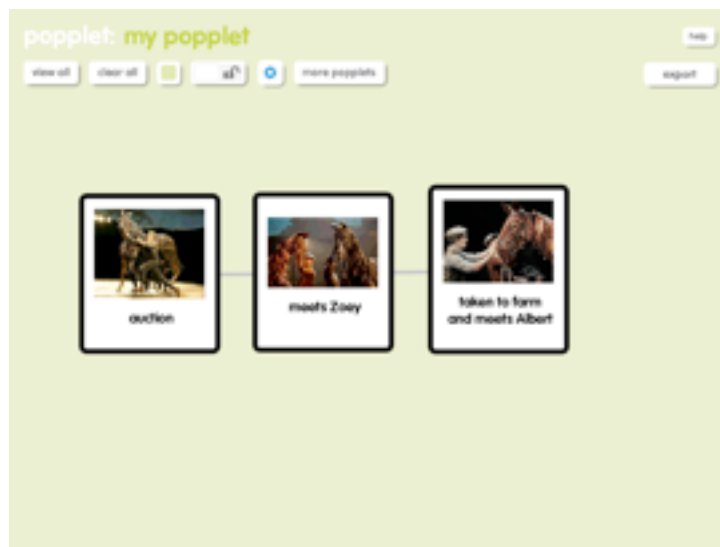 popplet: my popplet
help
view all clear all more popplets
export
auction
meets Zoey
taken to farm
and meets Albert